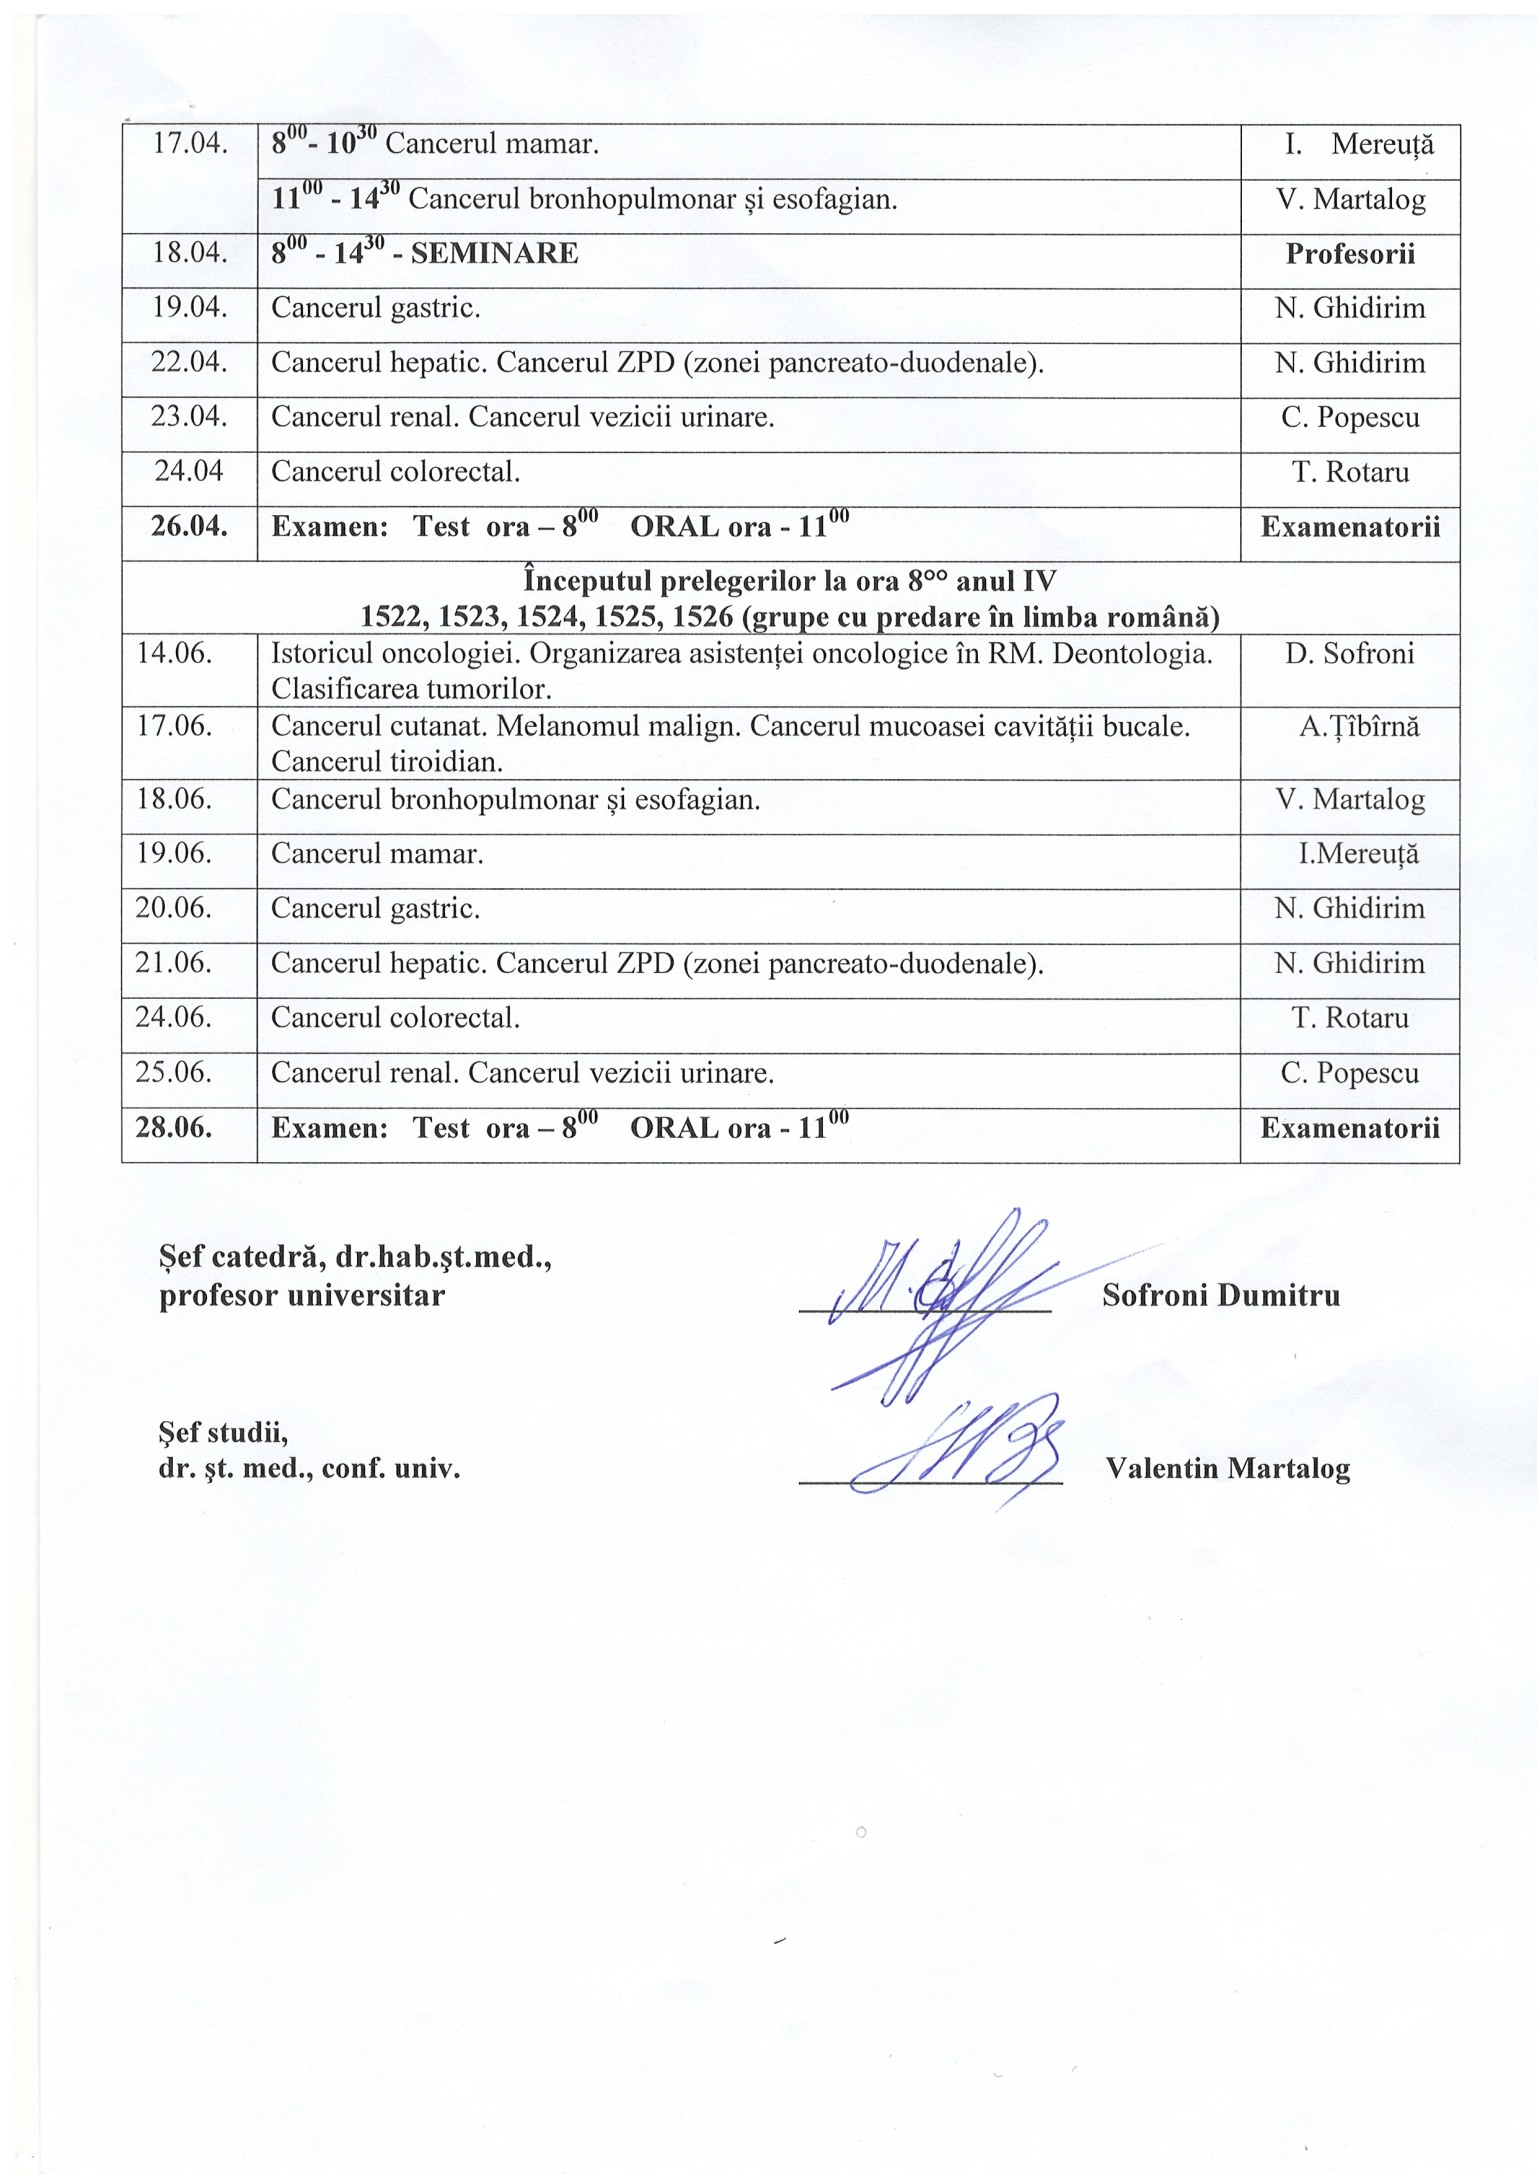 17.04. 8⁰⁰- 10³⁰ Cancerul mamar. I. Mereuță
11⁰⁰ - 14³⁰ Cancerul bronhopulmonar și esofagian. V. Martalog
18.04. 8⁰⁰ - 14³⁰ - SEMINARE Profesorii
19.04. Cancerul gastric. N. Ghidirim
22.04. Cancerul hepatic. Cancerul ZPD (zonei pancreato-duodenale). N. Ghidirim
23.04. Cancerul renal. Cancerul vezicii urinare. C. Popescu
24.04 Cancerul colorectal. T. Rotaru
26.04. Examen: Test ora – 8⁰⁰ ORAL ora - 11⁰⁰ Examenatorii
Începutul prelegerilor la ora 8ᵒᵒ anul IV
1522, 1523, 1524, 1525, 1526 (grupe cu predare în limba română)
14.06. Istoricul oncologiei. Organizarea asistenței oncologice în RM. Deontologia. D. Sofroni
Clasificarea tumorilor.
17.06. Cancerul cutanat. Melanomul malign. Cancerul mucoasei cavității bucale. A.Țîbîrnă
Cancerul tiroidian.
18.06. Cancerul bronhopulmonar și esofagian. V. Martalog
19.06. Cancerul mamar. I.Mereuță
20.06. Cancerul gastric. N. Ghidirim
21.06. Cancerul hepatic. Cancerul ZPD (zonei pancreato-duodenale). N. Ghidirim
24.06. Cancerul colorectal. T. Rotaru
25.06. Cancerul renal. Cancerul vezicii urinare. C. Popescu
28.06. Examen: Test ora – 8⁰⁰ ORAL ora - 11⁰⁰ Examenatorii
Șef catedră, dr.hab.şt.med.,
profesor universitar Sofroni Dumitru
Şef studii,
dr. şt. med., conf. univ. Valentin Martalog